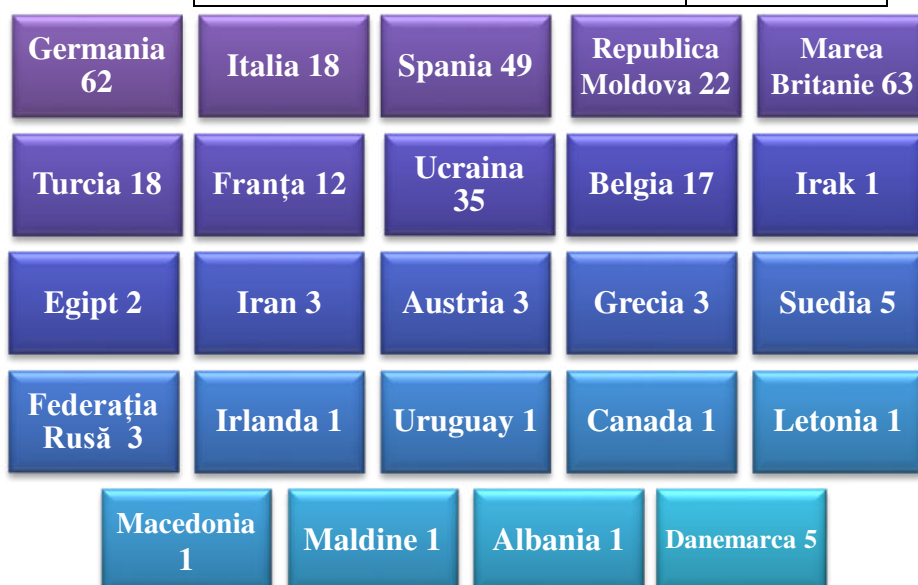 Germania
62
Italia 18
Spania 49
Republica
Moldova 22
Marea
Britanie 63
Turcia 18
Franța 12
Ucraina
35
Belgia 17
Irak 1
Egipt 2
Iran 3
Austria 3
Grecia 3
Suedia 5
Federația
Rusă 3
Irlanda 1
Uruguay 1
Canada 1
Letonia 1
Macedonia
1
Maldine 1
Albania 1
Danemarca 5